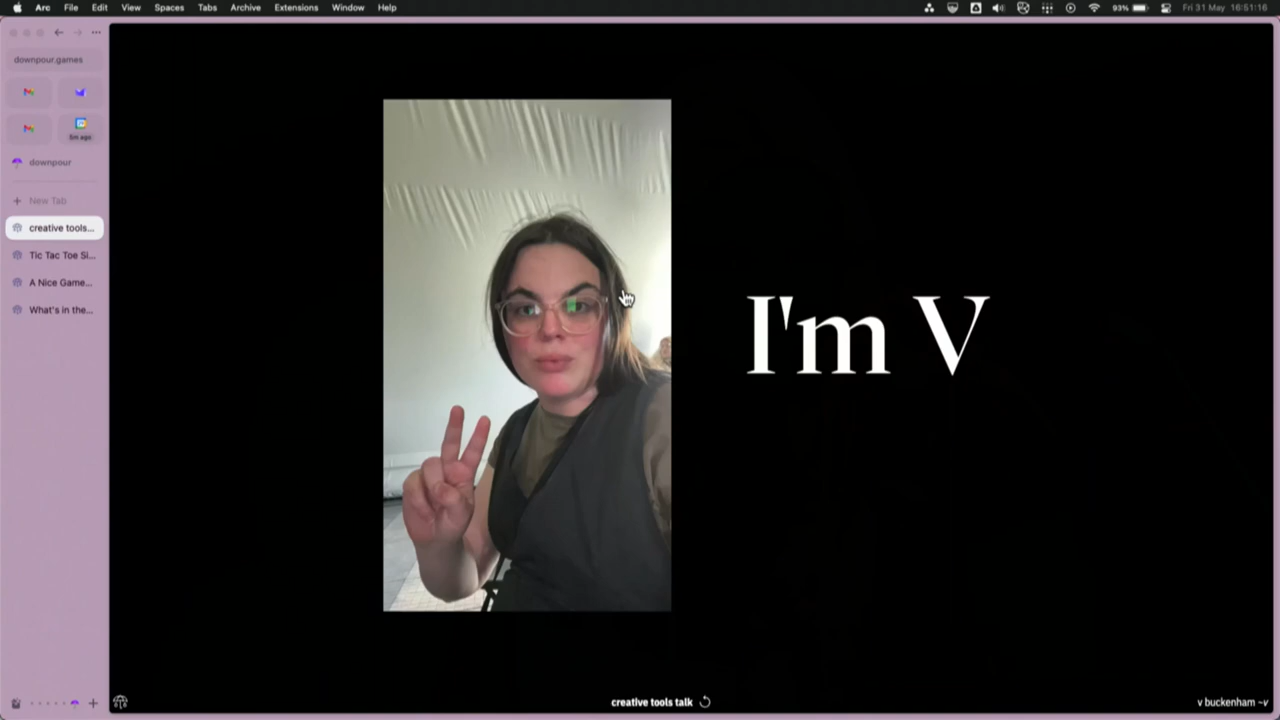 Arc File Edit View Spaces Tabs Archive Extensions Window Help 93% Fri 31 May 16:51:16
downpour.games
5m ago
downpour
New Tab
creative tools...
Tic Tac Toe Si...
A Nice Game...
What's in the...
I'm V
creative tools talk
v buckenham ~v